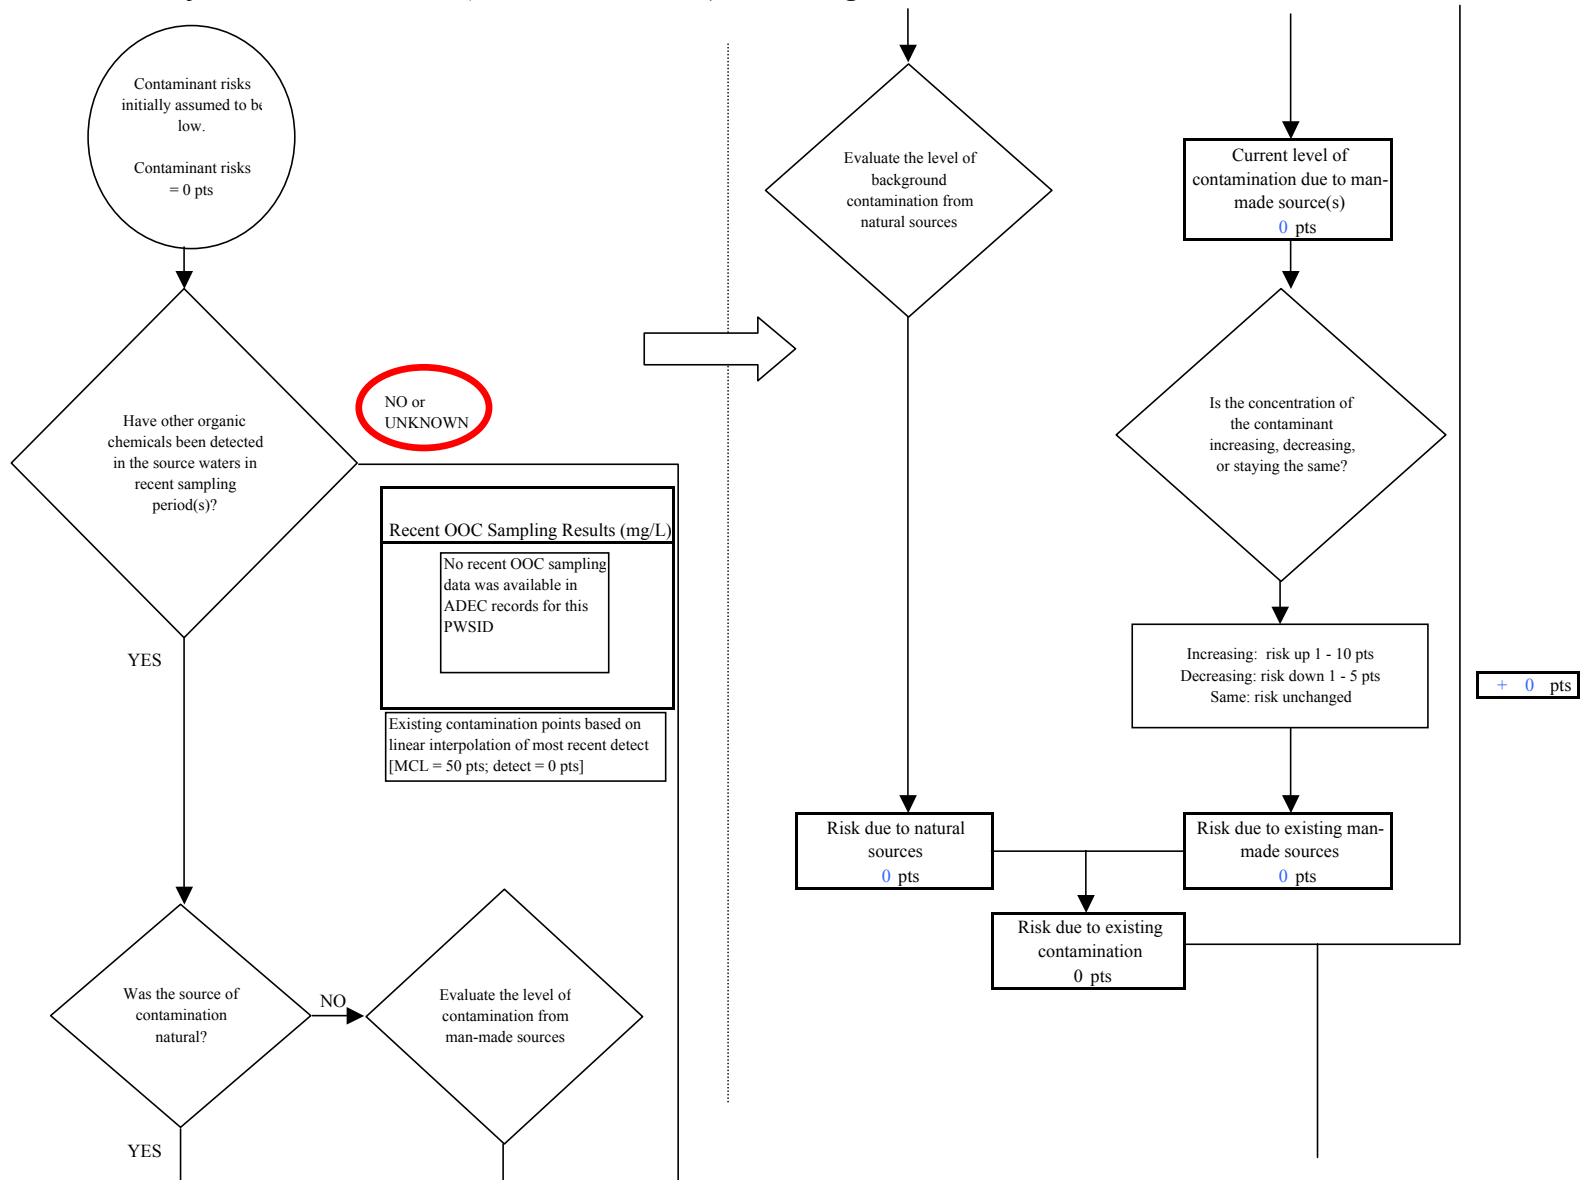 Contaminant risks
initially assumed to be
low.
Contaminant risks
= 0 pts
Have other organic
chemicals been detected
in the source waters in
recent sampling
period(s)?
NO or
UNKNOWN
Recent OOC Sampling Results (mg/L)
No recent OOC sampling
data was available in
ADEC records for this
PWSID
Existing contamination points based on
linear interpolation of most recent detect
[MCL = 50 pts; detect = 0 pts]
YES
Was the source of
contamination
natural?
NO
Evaluate the level of
contamination from
man-made sources
YES
Evaluate the level of
background
contamination from
natural sources
Current level of
contamination due to man-
made source(s)
0 pts
Is the concentration of
the contaminant
increasing, decreasing,
or staying the same?
Increasing: risk up 1 - 10 pts
Decreasing: risk down 1 - 5 pts
Same: risk unchanged
+ 0 pts
Risk due to natural
sources
0 pts
Risk due to existing man-
made sources
0 pts
Risk due to existing
contamination
0 pts